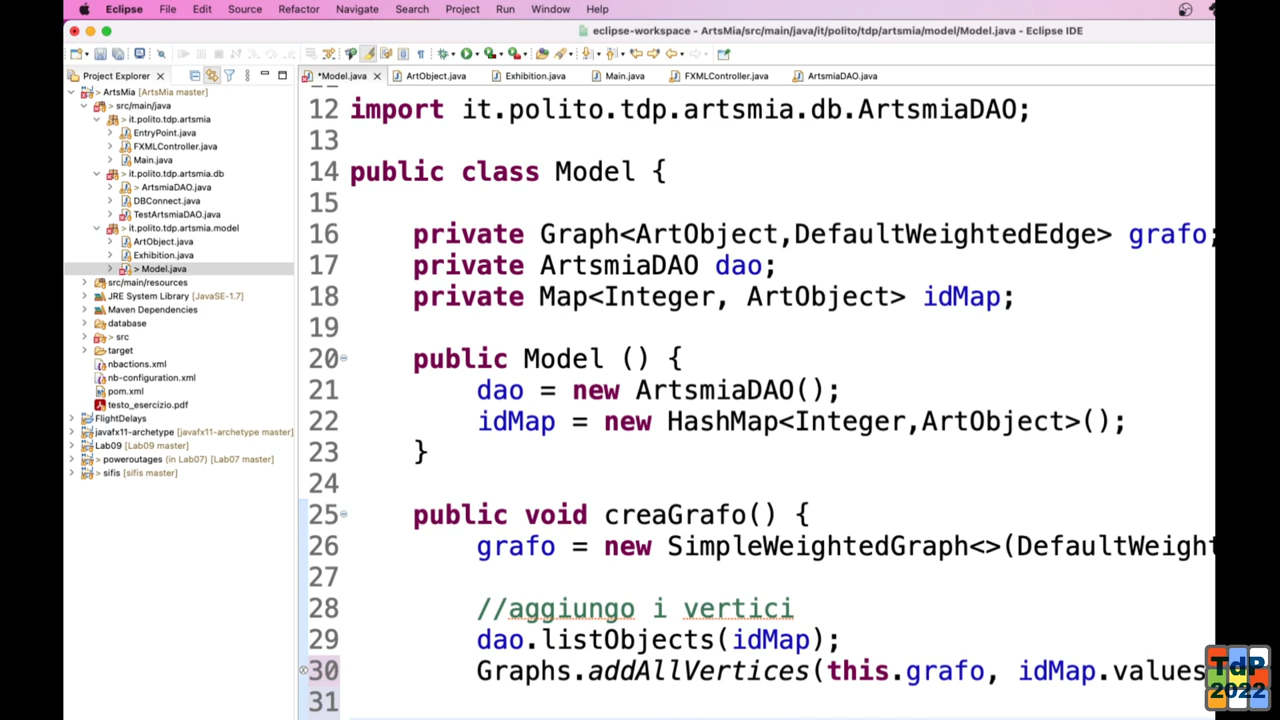 Eclipse File Edit Source Refactor Navigate Search Project Run Window Help
eclipse-workspace - ArtsMia/src/main/java/it/polito/tdp/artsmia/model/Model.java - Eclipse IDE
Project Explorer
*Model.java ArtObject.java Exhibition.java Main.java FXMLController.java ArtsmiaDAO.java
ArtsMia [ArtsMia master]
src/main/java
it.polito.tdp.artsmia
EntryPoint.java
FXMLController.java
Main.java
it.polito.tdp.artsmia.db
> ArtsmiaDAO.java
DBConnect.java
TestArtsmiaDAO.java
it.polito.tdp.artsmia.model
ArtObject.java
Exhibition.java
> Model.java
src/main/resources
JRE System Library [JavaSE-1.7]
Maven Dependencies
database
> src
target
nbactions.xml
nb-configuration.xml
pom.xml
testo_esercizio.pdf
FlightDelays
javafx11-archetype [javafx11-archetype master]
Lab09 [Lab09 master]
> poweroutages (in Lab07) [Lab07 master]
> sifis [sifis master]
12 import it.polito.tdp.artsmia.db.ArtsmiaDAO;
13
14 public class Model {
15
16 private Graph<ArtObject,DefaultWeightedEdge> grafo;
17 private ArtsmiaDAO dao;
18 private Map<Integer, ArtObject> idMap;
19
20 public Model () {
21 dao = new ArtsmiaDAO();
22 idMap = new HashMap<Integer,ArtObject>();
23 }
24
25 public void creaGrafo() {
26 grafo = new SimpleWeightedGraph<>(DefaultWeight
27
28 //aggiungo i vertici
29 dao.listObjects(idMap);
30 Graphs.addAllVertices(this.grafo, idMap.values
31
TdP
2022